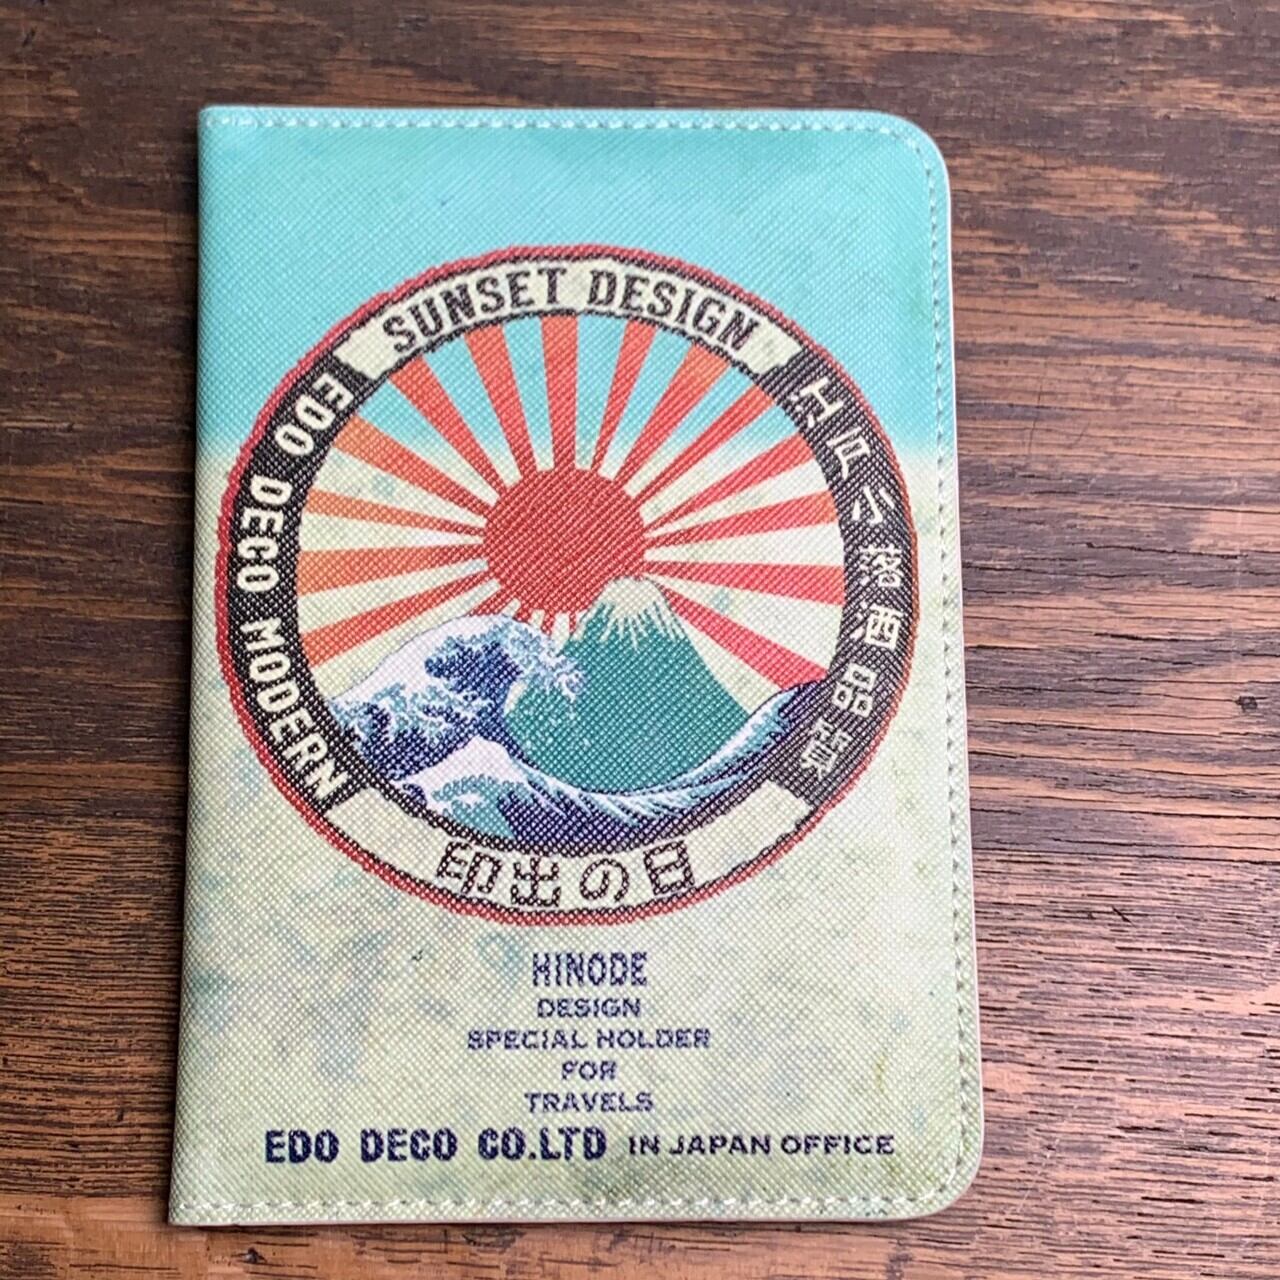 SUNSET DESIGN
EDO DECO MODERN
日の出印
HINODE
DESIGN
SPECIAL HOLDER
FOR
TRAVELS
EDO DECO CO.LTD IN JAPAN OFFICE